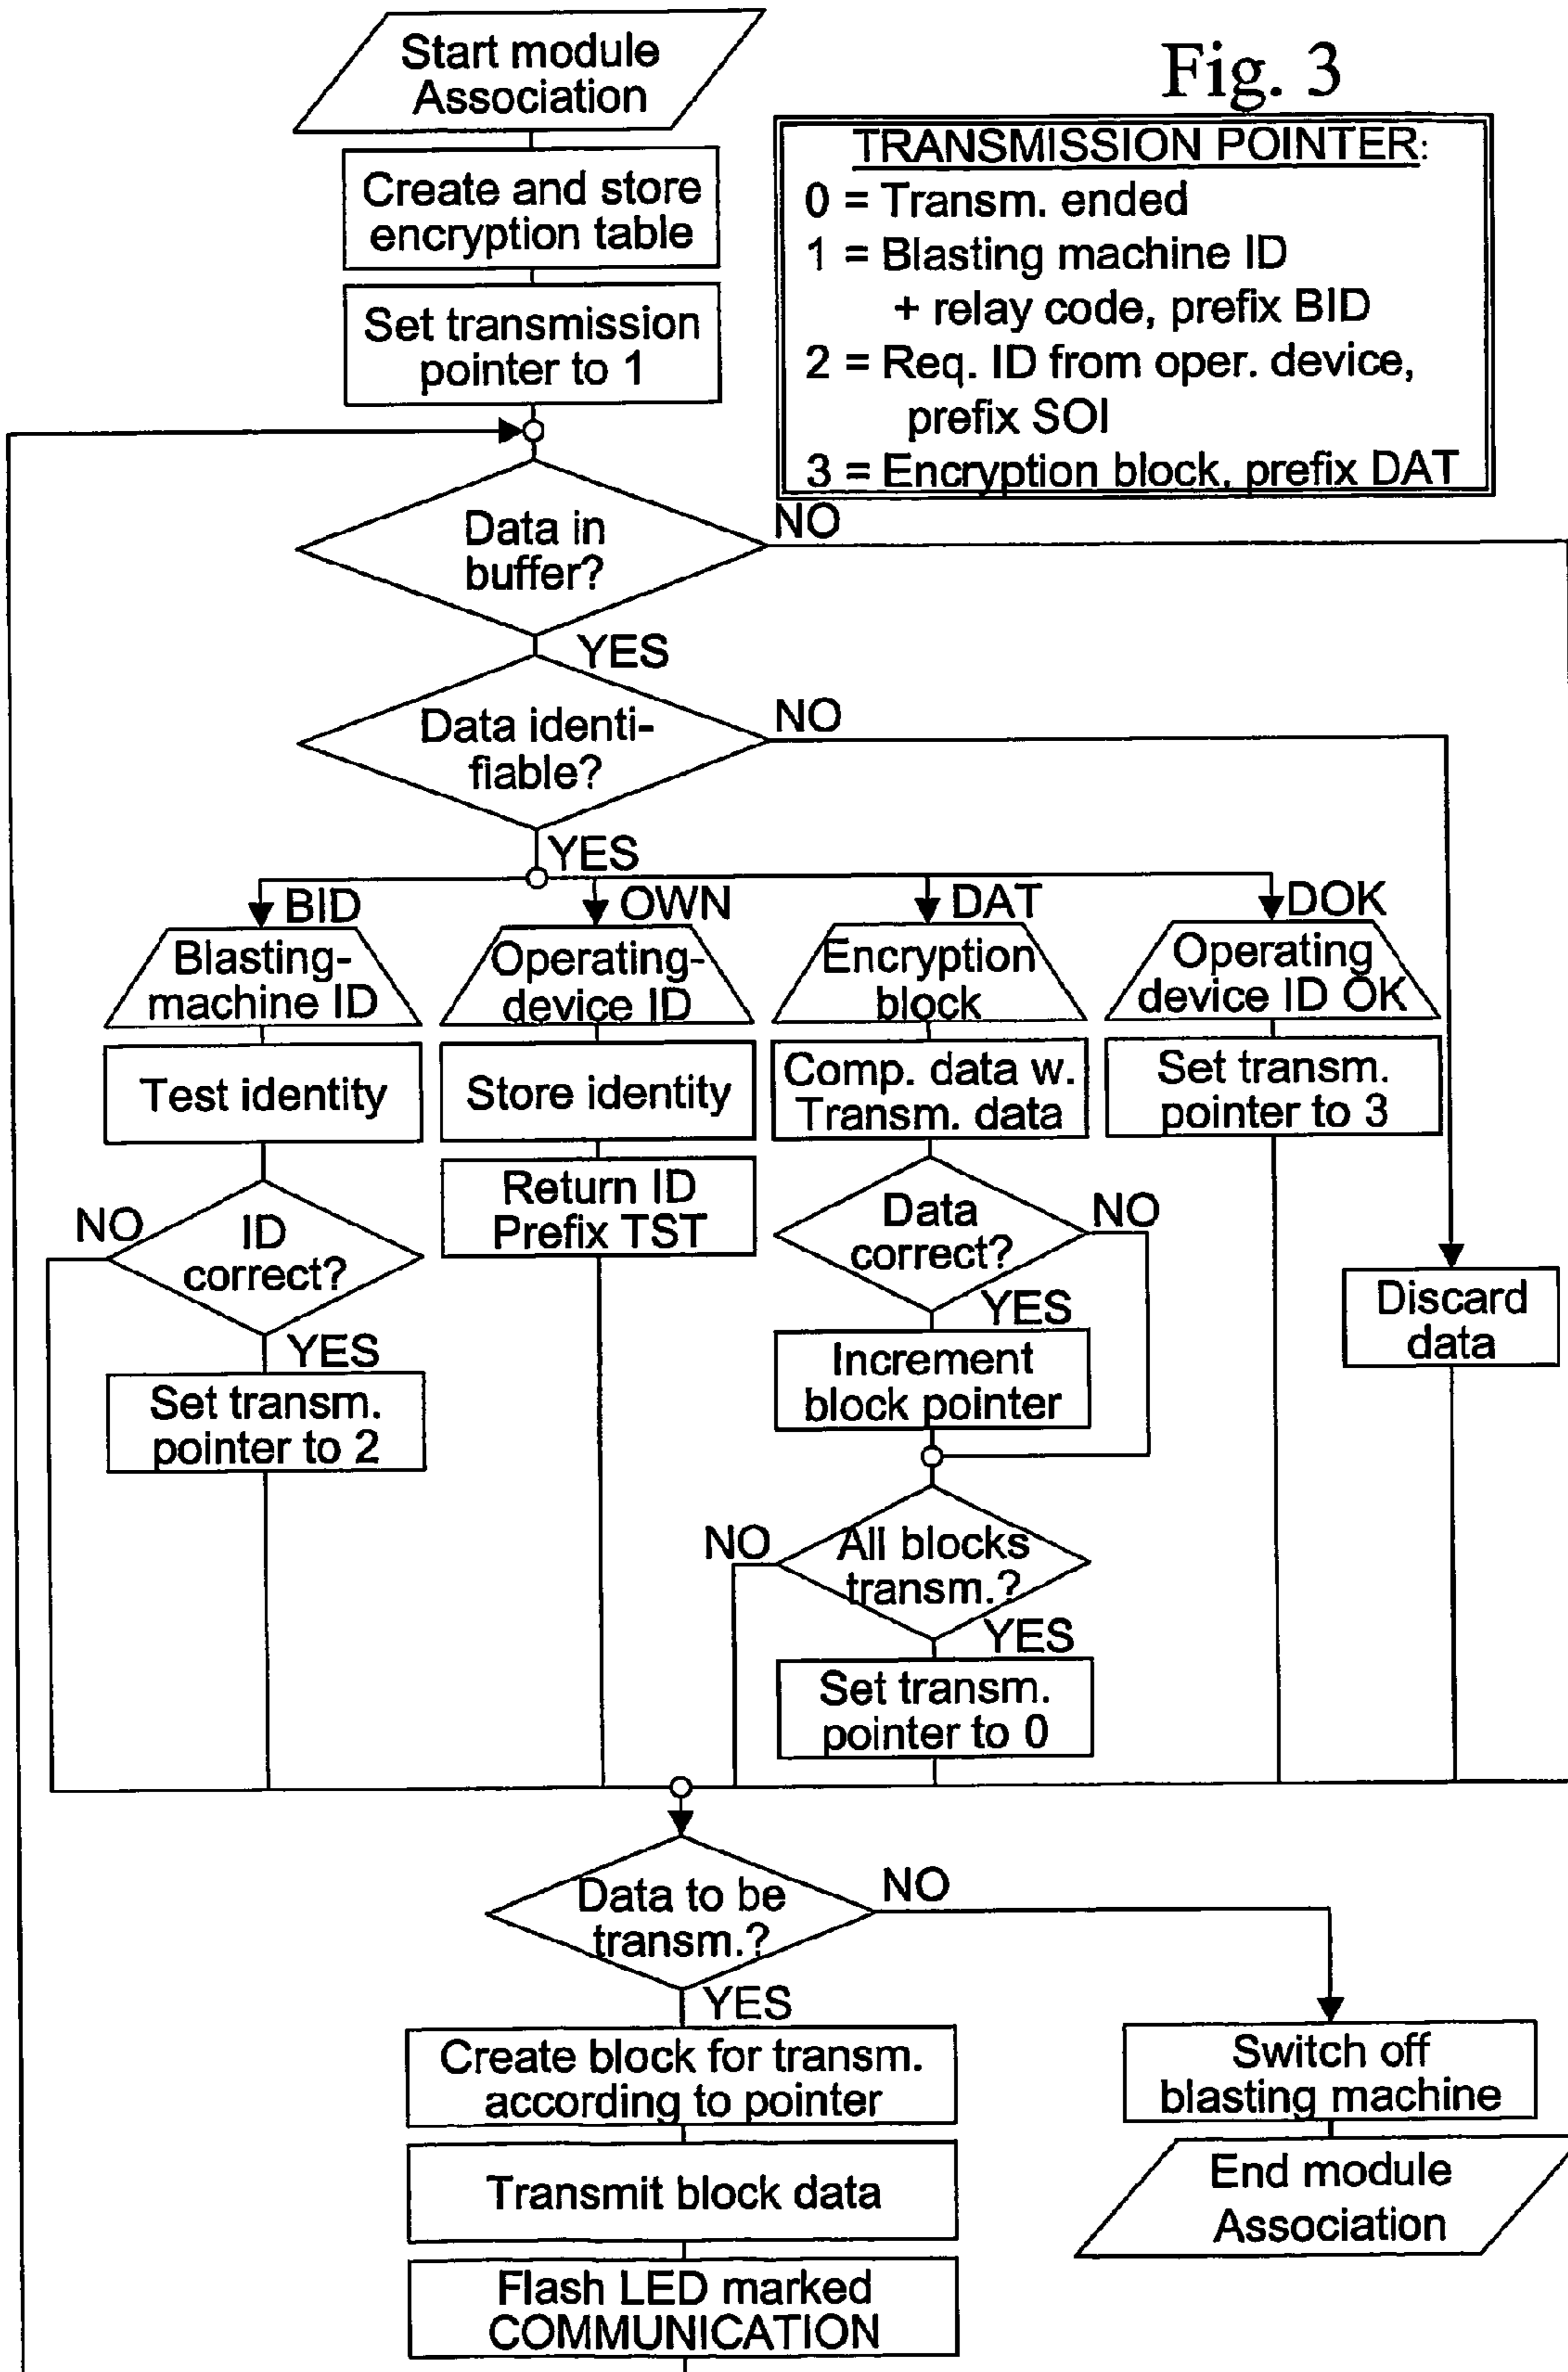 Start module
Association
Fig. 3
Create and store
encryption table
Set transmission
pointer to 1
TRANSMISSION POINTER:
0 = Transm. ended
1 = Blasting machine ID
+ relay code, prefix BID
2 = Req. ID from oper. device,
prefix SOI
3 = Encryption block, prefix DAT
Data in
buffer?
NO
YES
Data identi-
fiable?
NO
YES
BID
OWN
DAT
DOK
Blasting-
machine ID
Operating-
device ID
Encryption
block
Operating
device ID OK
Test identity
Store identity
Comp. data w.
Transm. data
Set transm.
pointer to 3
Return ID
Prefix TST
NO
ID
correct?
YES
Data
correct?
NO
YES
Discard
data
Set transm.
pointer to 2
Increment
block pointer
NO
All blocks
transm.?
YES
Set transm.
pointer to 0
Data to be
transm.?
NO
YES
Create block for transm.
according to pointer
Switch off
blasting machine
Transmit block data
End module
Association
Flash LED marked
COMMUNICATION